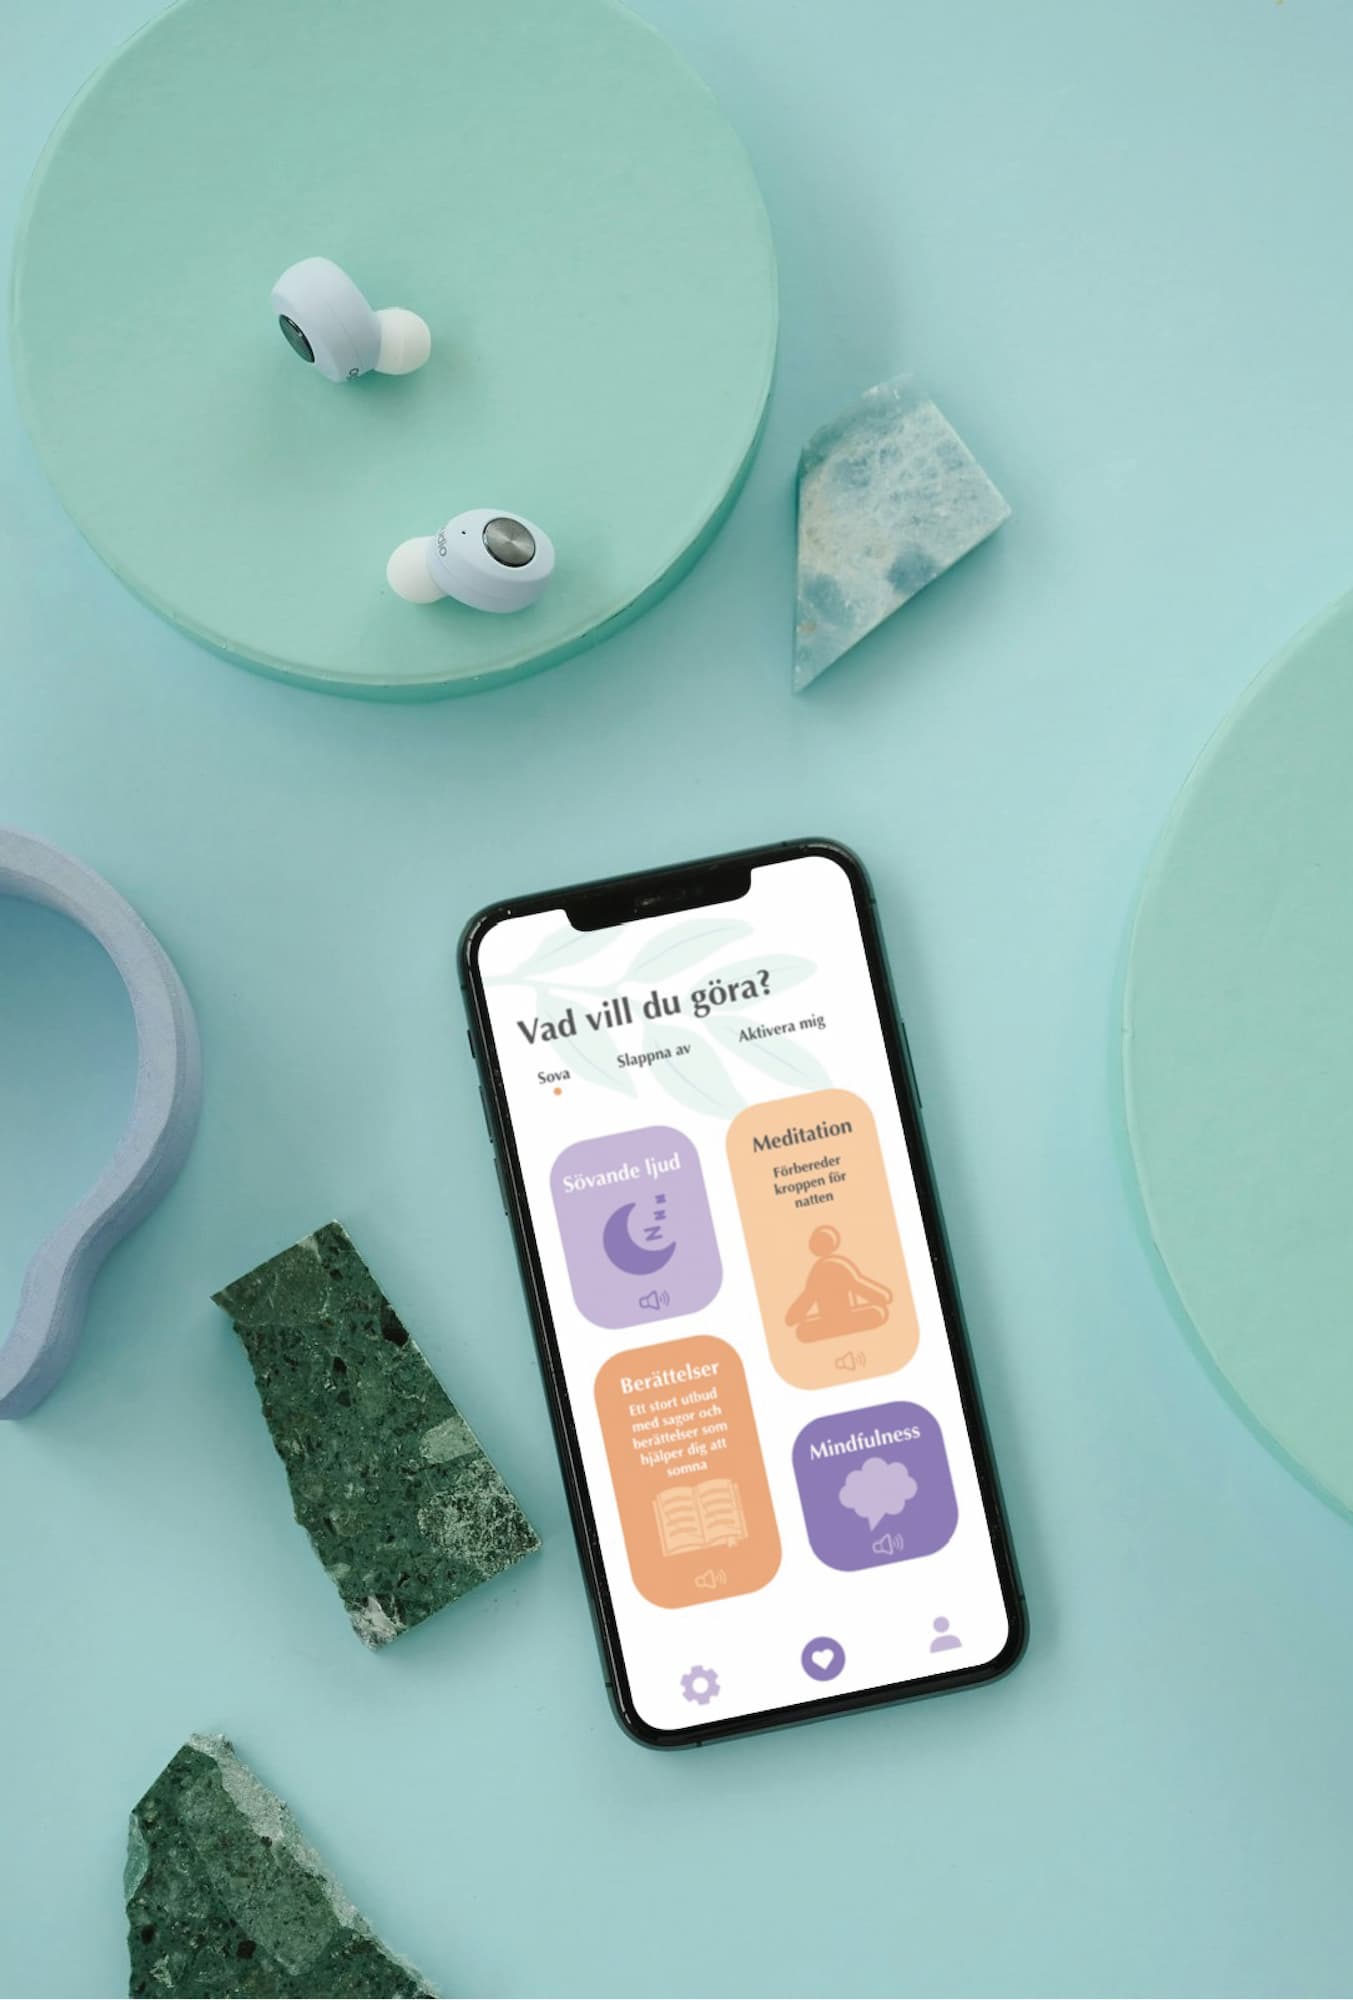 Vad vill du göra?
Sova
Slappna av
Aktivera mig
Sövande ljud
z z z
Meditation
Förbereder
kroppen för
natten
Berättelser
Ett stort utbud
med sagor och
berättelser som
hjälper dig att
somna
Mindfulness